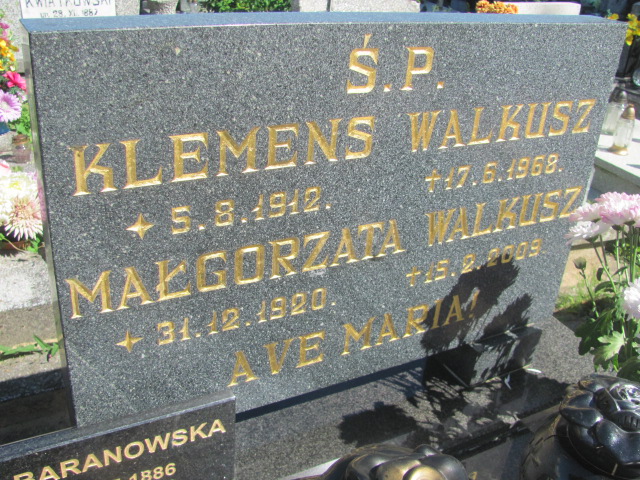 Ś.P.
KLEMENS WALKUSZ
5.8.1912. †17.6.1968.
MAŁGORZATA WALKUSZ
31.12.1920. †15.2.2009.
AVE MARIA!
BARANOWSKA
1886